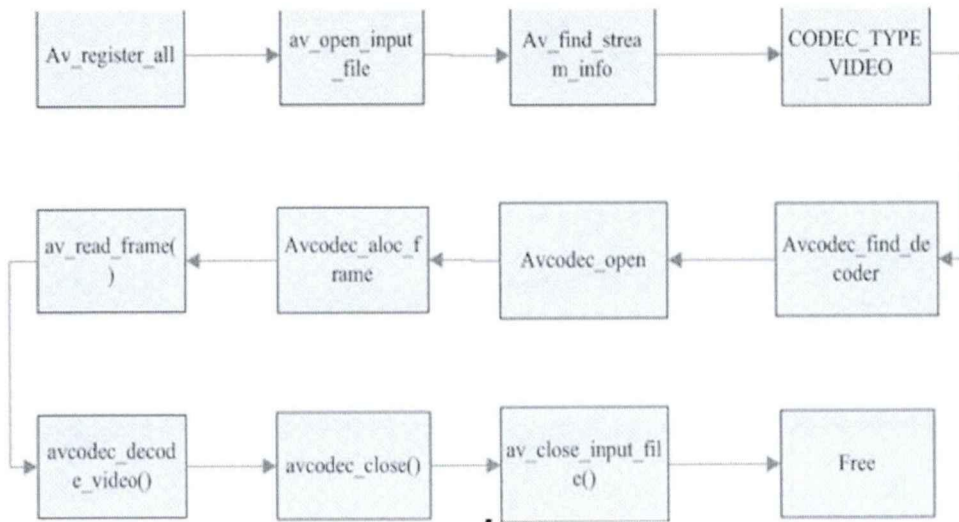 Av_register_all
av_open_input
_file
Av_find_strea
m_info
CODEC_TYPE
_VIDEO
Avcodec_find_de
coder
Avcodec_open
Avcodec_aloc_f
rame
av_read_frame(
)
avcodec_decod
e_video()
avcodec_close()
av_close_input_fil
e()
Free